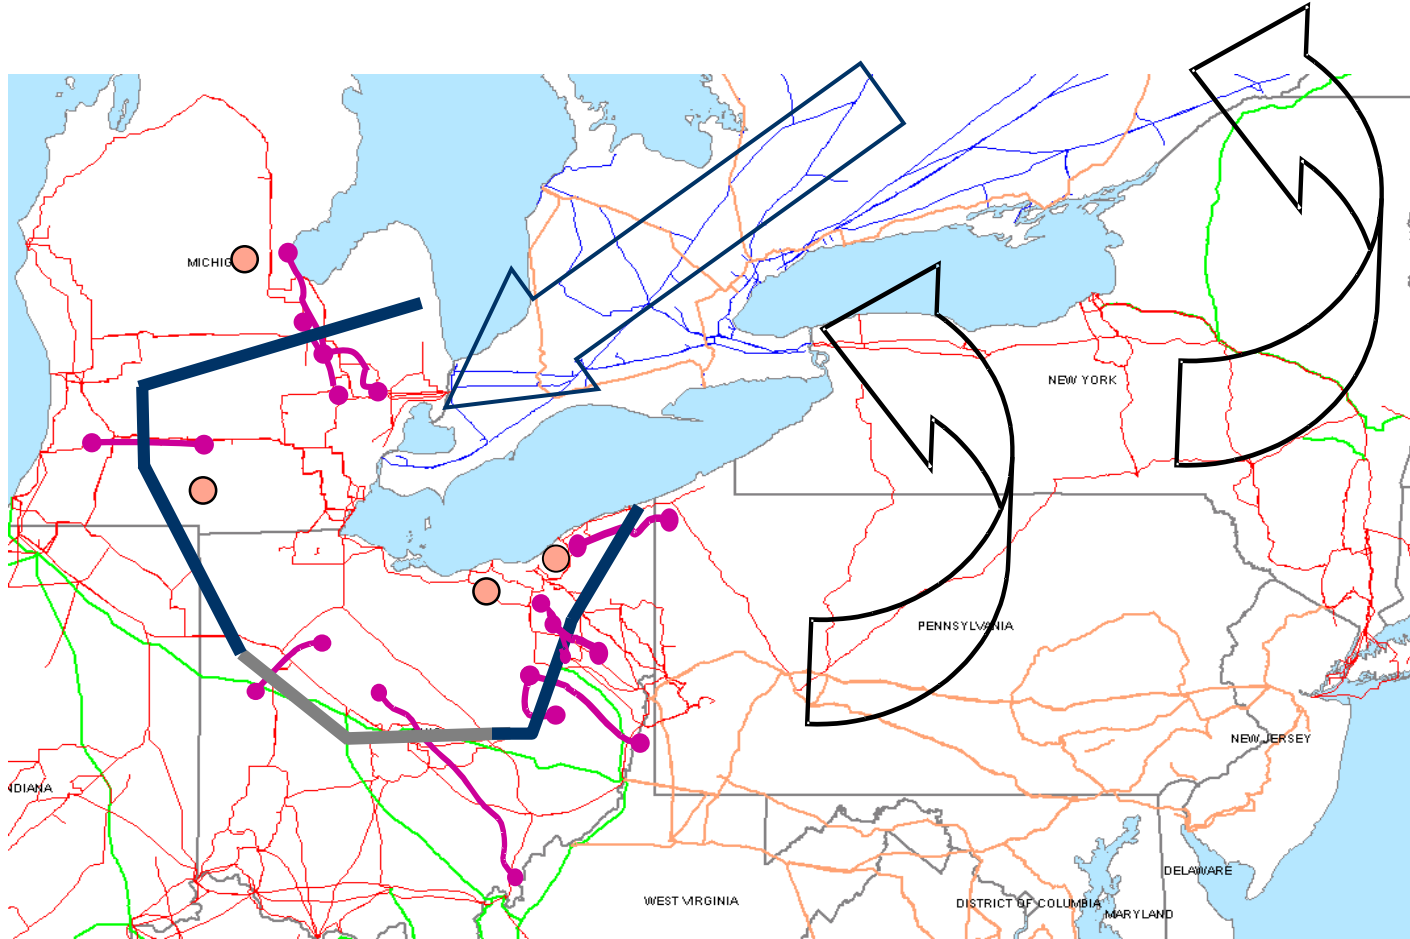 MICHIG
NEW YORK
PENNSYLVANIA
NEW JERSEY
NDIANA
DELAWARE
WEST VIRGINIA
DISTRICT OF COLUMBIA
MARYLAND